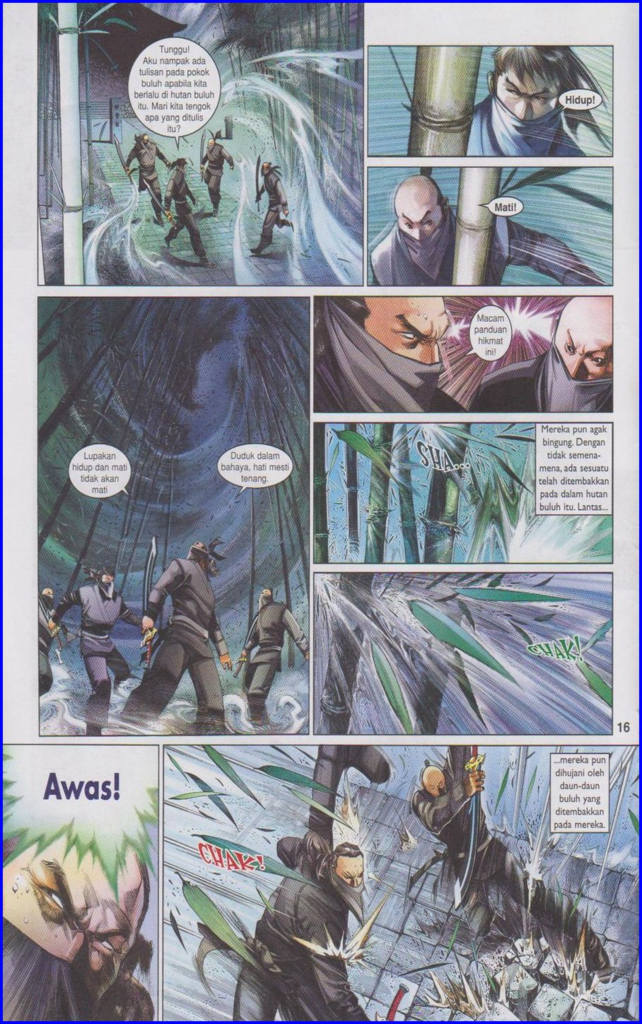 Tunggu!
Aku nampak ada
tulisan pada pokok
buluh apabila kita
berlalu di hutan buluh
itu. Mari kita tengok
apa yang ditulis
itu?
Hidup!
Mati!
Macam
panduan
hikmat
ini!
Lupakan
hidup dan mati
tidak akan
mati
Duduk dalam
bahaya, hati mesti
tenang.
Mereka pun agak
bingung. Dengan
tidak semena-
mena, ada sesuatu
telah ditembakkan
pada dalam hutan
buluh itu. Lantas...
SHA...
CHAK!
16
Awas!
CHAK!
...mereka pun
dihujani oleh
daun-daun
buluh yang
ditembakkan
pada mereka.